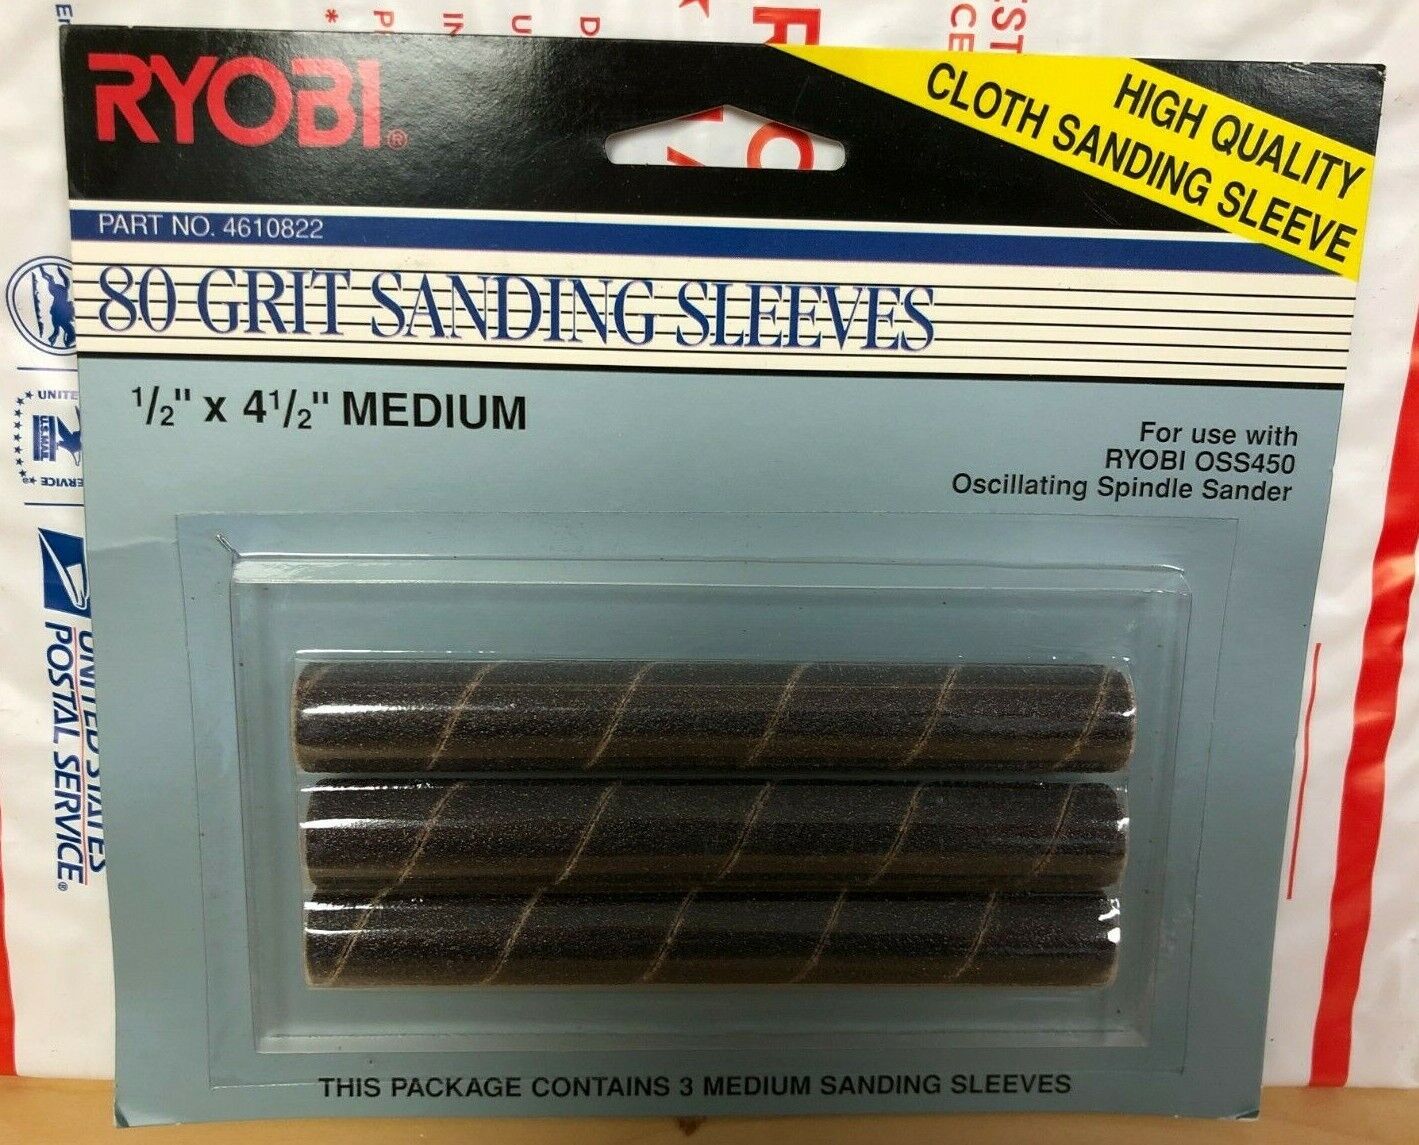 RYOBI®
HIGH QUALITY
CLOTH SANDING SLEEVE
PART NO. 4610822
80 GRIT SANDING SLEEVES
1/2" x 4 1/2" MEDIUM
For use with
RYOBI OSS450
Oscillating Spindle Sander
THIS PACKAGE CONTAINS 3 MEDIUM SANDING SLEEVES
UNITED STATES
POSTAL SERVICE®
U.S. MAIL